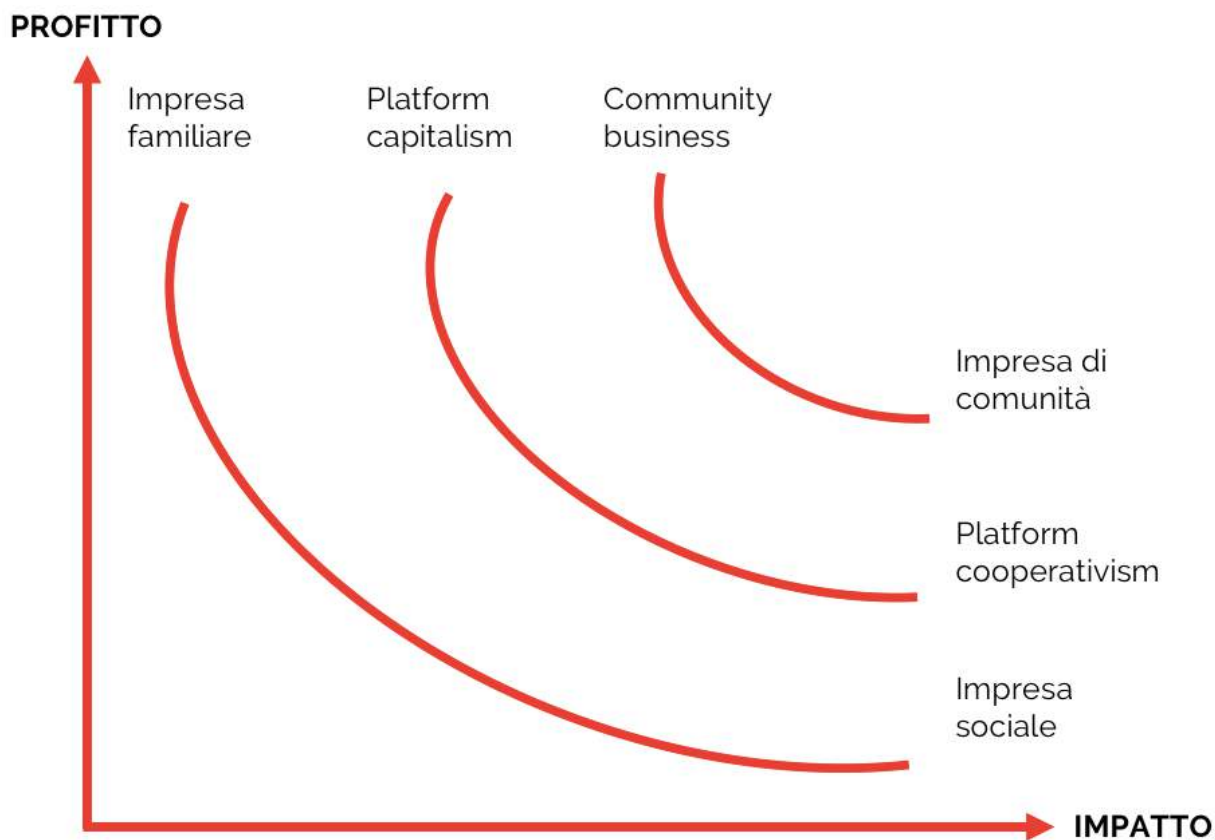 PROFITTO
Impresa
familiare
Platform
capitalism
Community
business
Impresa di
comunità
Platform
cooperativism
Impresa
sociale
IMPATTO